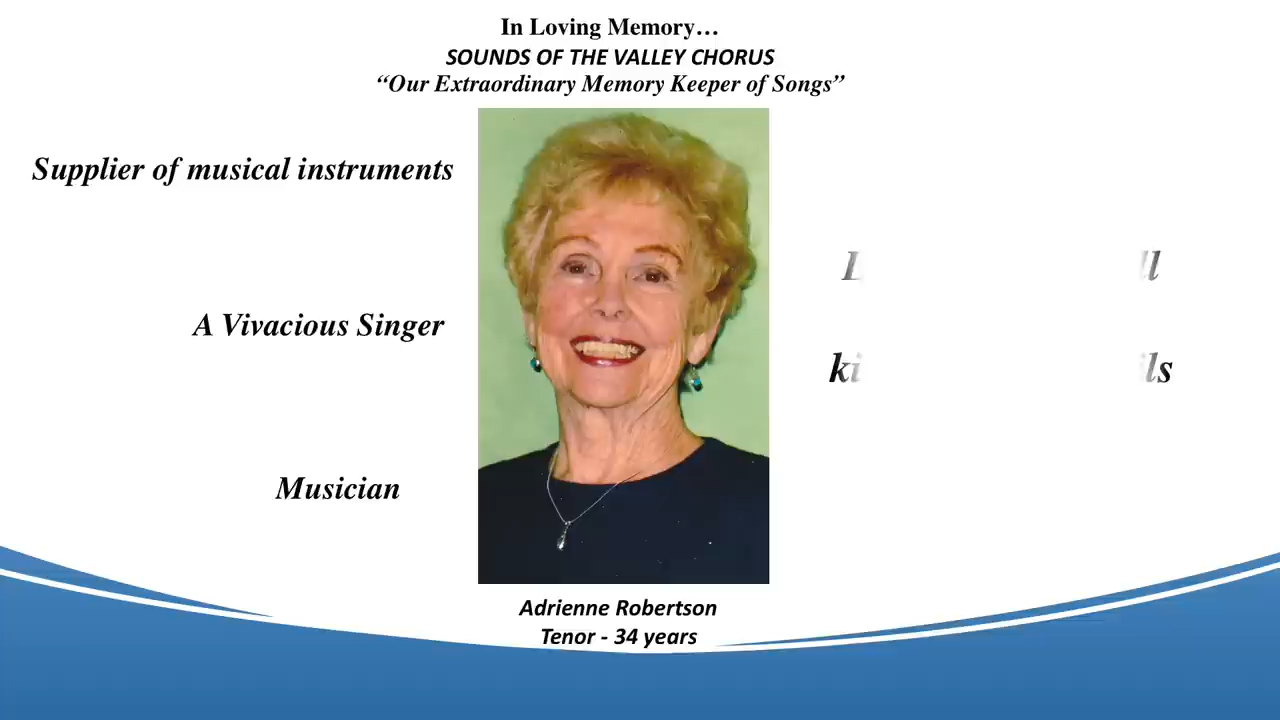 In Loving Memory…
SOUNDS OF THE VALLEY CHORUS
“Our Extraordinary Memory Keeper of Songs”
Supplier of musical instruments
A Vivacious Singer
Musician
Adrienne Robertson
Tenor - 34 years